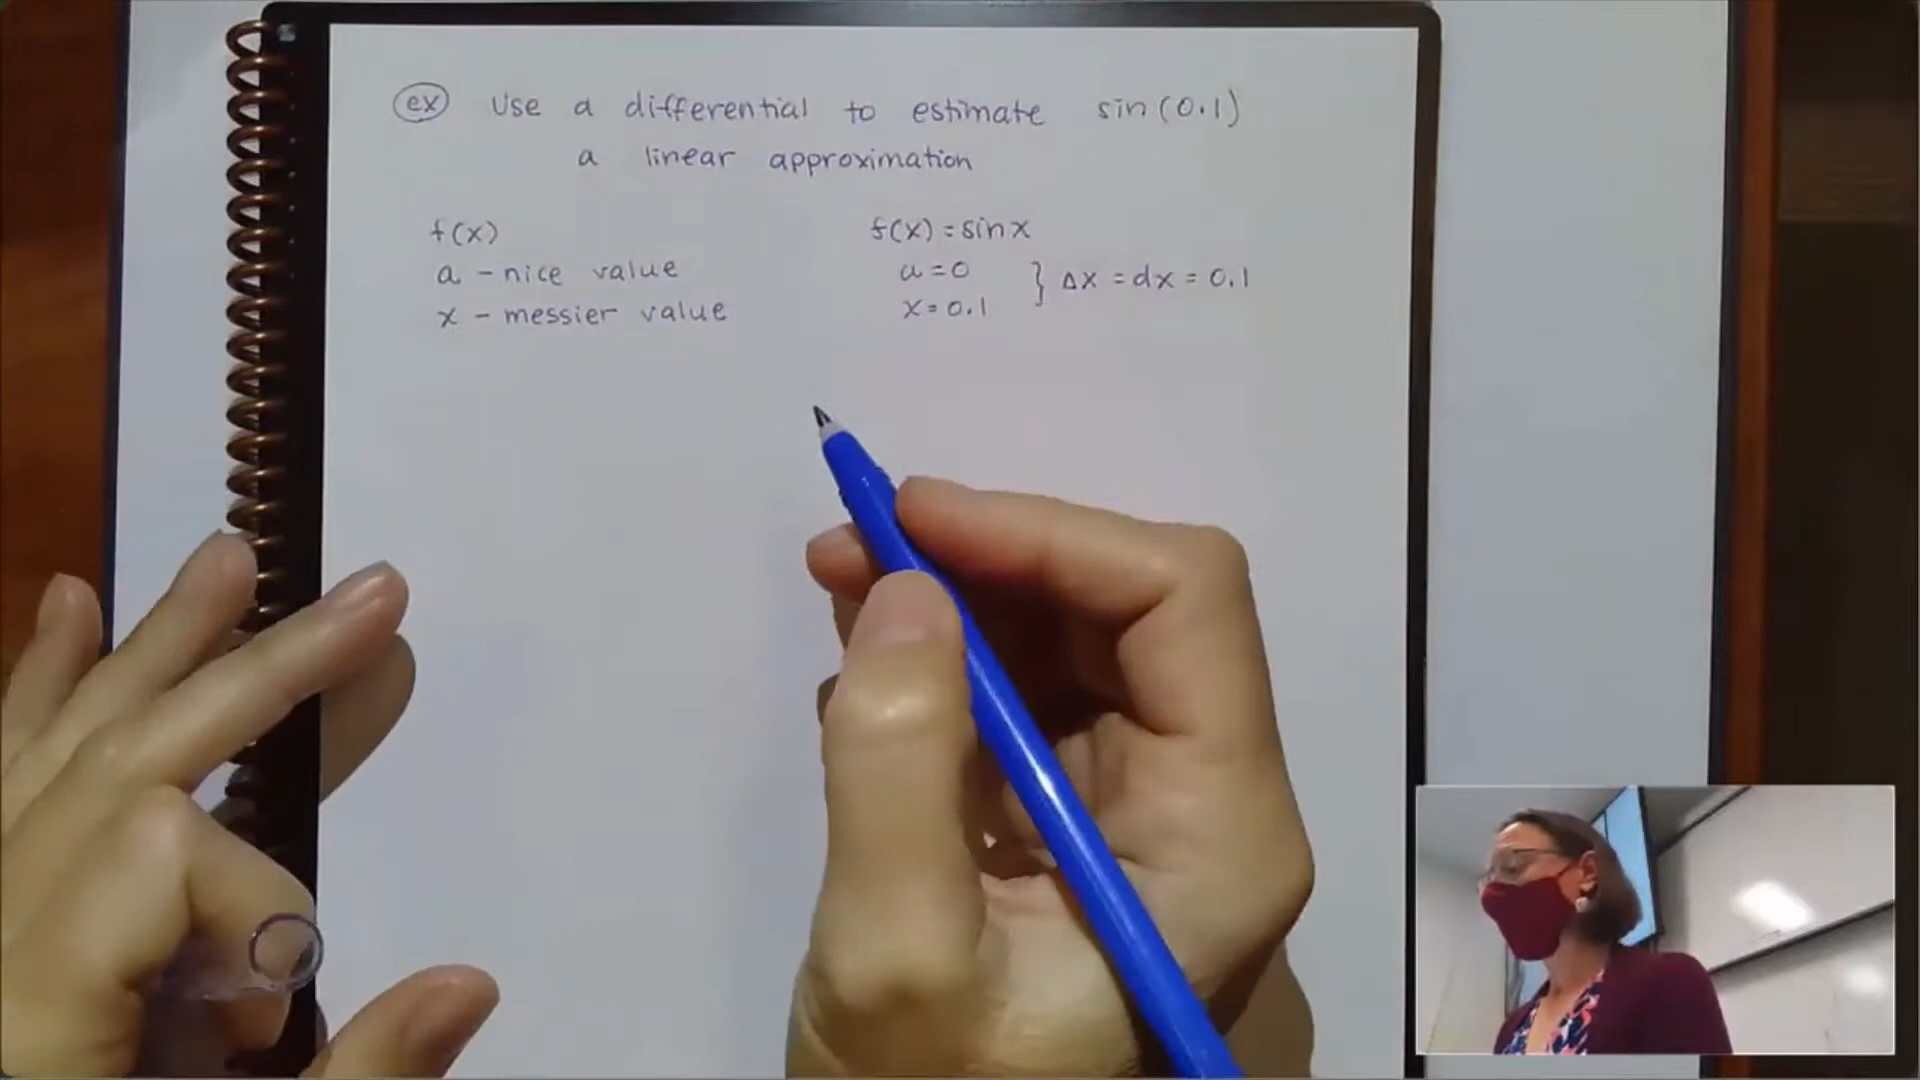 ex Use a differential to estimate sin(0.1)
a linear approximation
f(x)
a - nice value
x - messier value
f(x) = sin x
a = 0
x = 0.1
} Δx = dx = 0.1